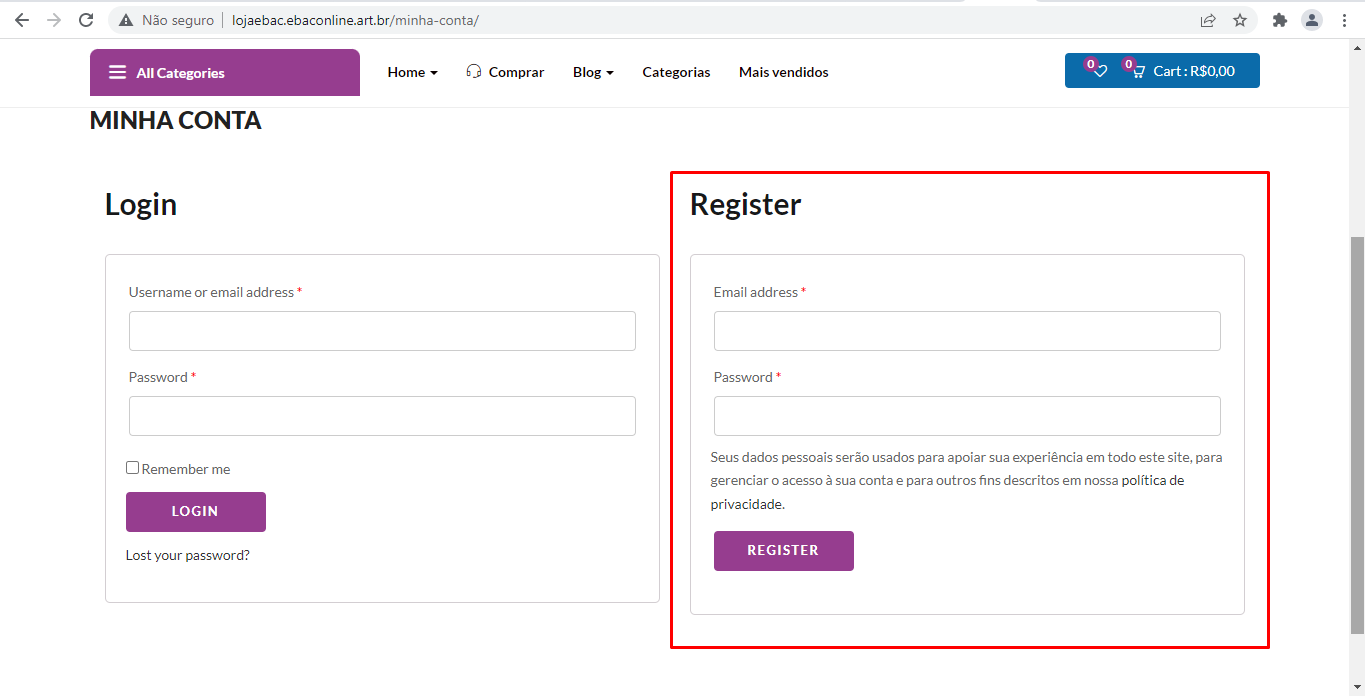 Não seguro | lojaebac.ebaconline.art.br/minha-conta/
All Categories Home Comprar Blog Categorias Mais vendidos 0 0 Cart : R$0,00
MINHA CONTA
Login
Username or email address *
Password *
Remember me
LOGIN
Lost your password?
Register
Email address *
Password *
Seus dados pessoais serão usados para apoiar sua experiência em todo este site, para
gerenciar o acesso à sua conta e para outros fins descritos em nossa política de
privacidade.
REGISTER